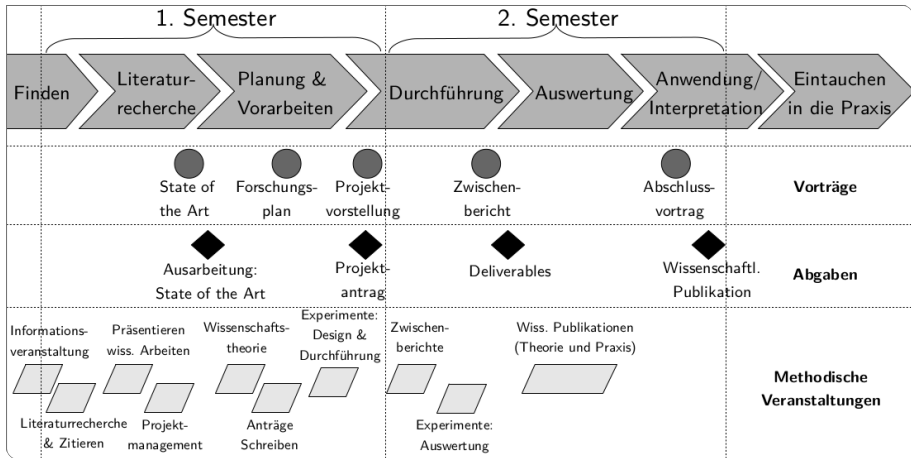 1. Semester
2. Semester
Finden
Literatur-
recherche
Planung &
Vorarbeiten
Durchführung
Auswertung
Anwendung/
Interpretation
Eintauchen
in die Praxis
State of
the Art
Forschungs-
plan
Projekt-
vorstellung
Zwischen-
bericht
Abschluss-
vortrag
Vorträge
Ausarbeitung:
State of the Art
Projekt-
antrag
Deliverables
Wissenschaftl.
Publikation
Abgaben
Informations-
veranstaltung
Präsentieren
wiss. Arbeiten
Wissenschafts-
theorie
Experimente:
Design &
Durchführung
Zwischen-
berichte
Wiss. Publikationen
(Theorie und Praxis)
Literaturrecherche
& Zitieren
Projekt-
management
Anträge
Schreiben
Experimente:
Auswertung
Methodische
Veranstaltungen